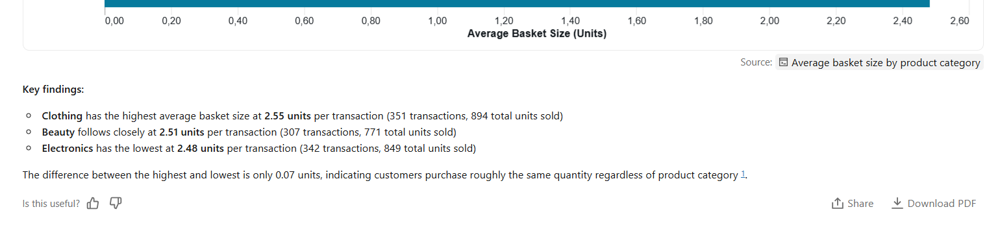 0,00 0,20 0,40 0,60 0,80 1,00 1,20 1,40 1,60 1,80 2,00 2,20 2,40 2,60
Average Basket Size (Units)
Source: Average basket size by product category
Key findings:
Clothing has the highest average basket size at 2.55 units per transaction (351 transactions, 894 total units sold)
Beauty follows closely at 2.51 units per transaction (307 transactions, 771 total units sold)
Electronics has the lowest at 2.48 units per transaction (342 transactions, 849 total units sold)
The difference between the highest and lowest is only 0.07 units, indicating customers purchase roughly the same quantity regardless of product category 1.
Is this useful? Share Download PDF